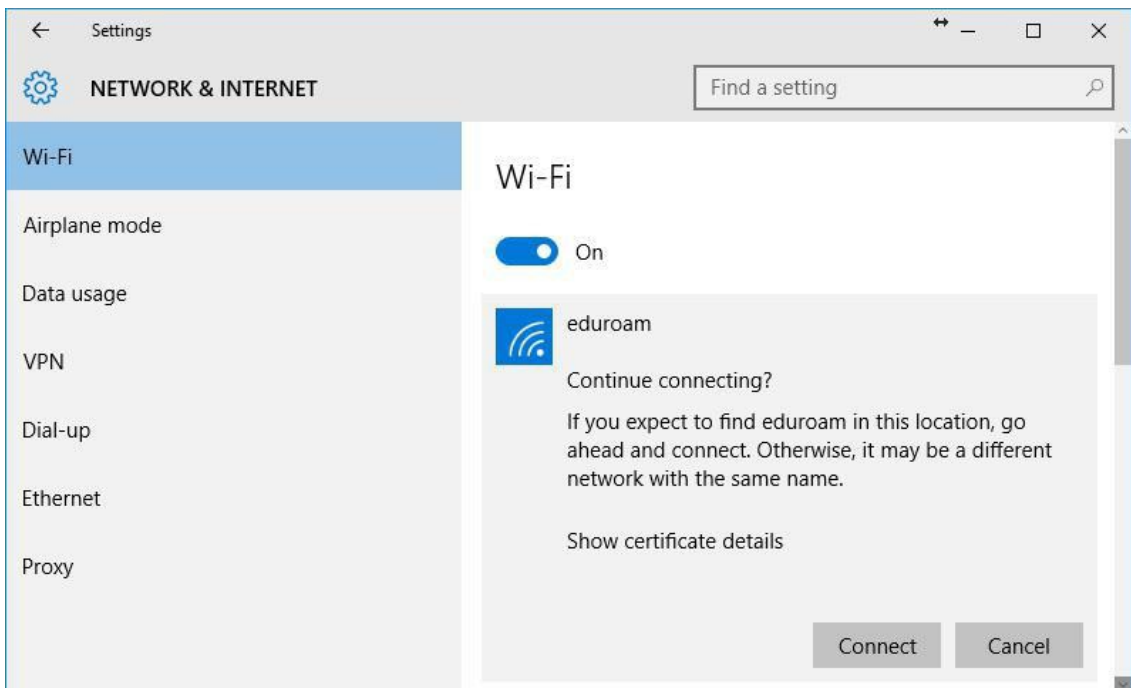 Settings
NETWORK & INTERNET
Find a setting
Wi-Fi
Airplane mode
Data usage
VPN
Dial-up
Ethernet
Proxy
Wi-Fi
On
eduroam
Continue connecting?
If you expect to find eduroam in this location, go
ahead and connect. Otherwise, it may be a different
network with the same name.
Show certificate details
Connect
Cancel